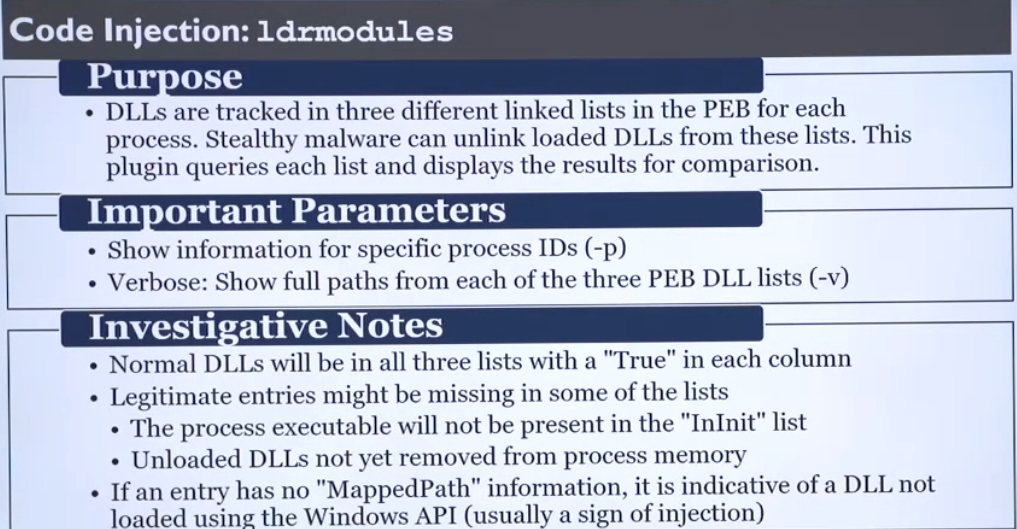 Code Injection: ldrmodules
Purpose
• DLLs are tracked in three different linked lists in the PEB for each
process. Stealthy malware can unlink loaded DLLs from these lists. This
plugin queries each list and displays the results for comparison.
Important Parameters
• Show information for specific process IDs (-p)
• Verbose: Show full paths from each of the three PEB DLL lists (-v)
Investigative Notes
• Normal DLLs will be in all three lists with a "True" in each column
• Legitimate entries might be missing in some of the lists
• The process executable will not be present in the "InInit" list
• Unloaded DLLs not yet removed from process memory
• If an entry has no "MappedPath" information, it is indicative of a DLL not
loaded using the Windows API (usually a sign of injection)